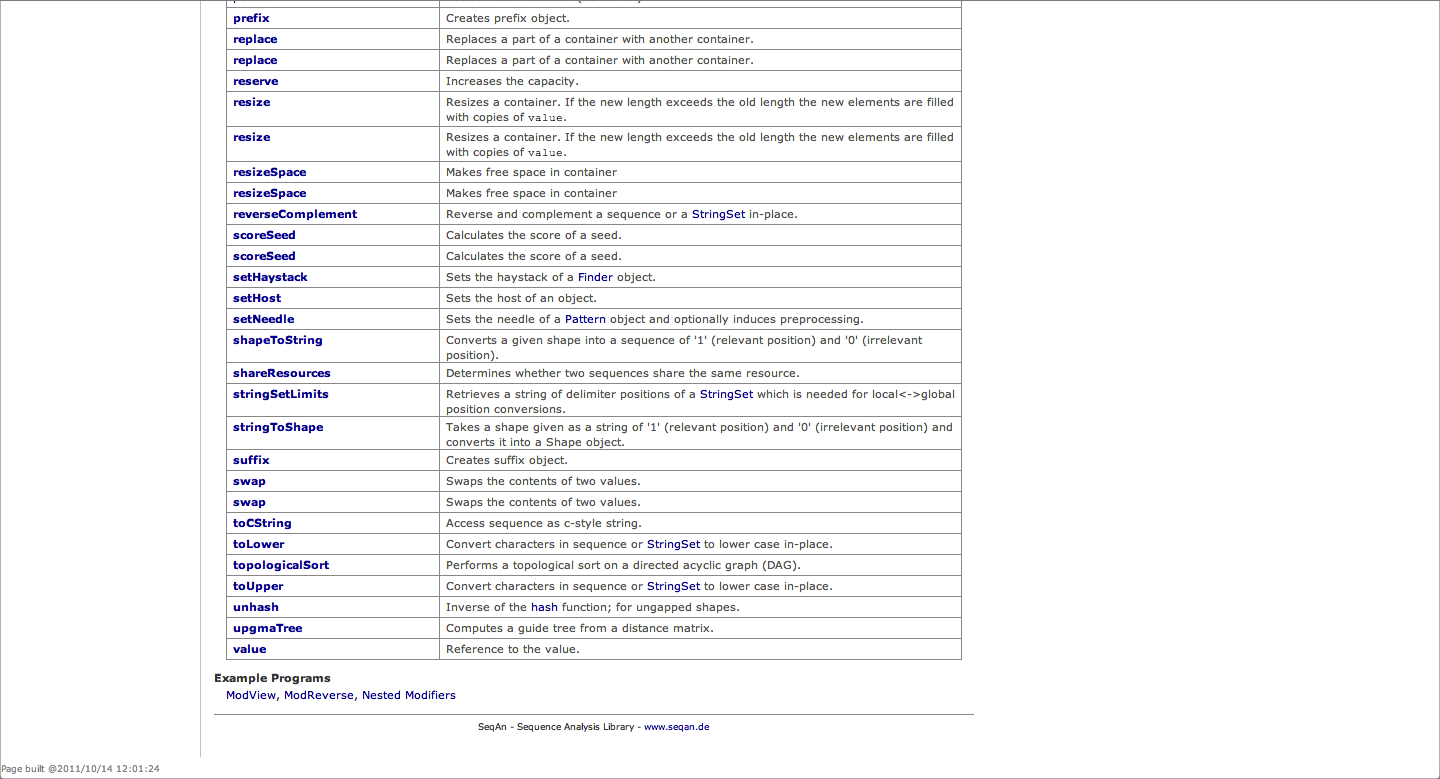 prefix Creates prefix object.
replace Replaces a part of a container with another container.
replace Replaces a part of a container with another container.
reserve Increases the capacity.
resize Resizes a container. If the new length exceeds the old length the new elements are filled
with copies of value.
resize Resizes a container. If the new length exceeds the old length the new elements are filled
with copies of value.
resizeSpace Makes free space in container
resizeSpace Makes free space in container
reverseComplement Reverse and complement a sequence or a StringSet in-place.
scoreSeed Calculates the score of a seed.
scoreSeed Calculates the score of a seed.
setHaystack Sets the haystack of a Finder object.
setHost Sets the host of an object.
setNeedle Sets the needle of a Pattern object and optionally induces preprocessing.
shapeToString Converts a given shape into a sequence of '1' (relevant position) and '0' (irrelevant
position).
shareResources Determines whether two sequences share the same resource.
stringSetLimits Retrieves a string of delimiter positions of a StringSet which is needed for local<->global
position conversions.
stringToShape Takes a shape given as a string of '1' (relevant position) and '0' (irrelevant position) and
converts it into a Shape object.
suffix Creates suffix object.
swap Swaps the contents of two values.
swap Swaps the contents of two values.
toCString Access sequence as c-style string.
toLower Convert characters in sequence or StringSet to lower case in-place.
topologicalSort Performs a topological sort on a directed acyclic graph (DAG).
toUpper Convert characters in sequence or StringSet to lower case in-place.
unhash Inverse of the hash function; for ungapped shapes.
upgmaTree Computes a guide tree from a distance matrix.
value Reference to the value.
Example Programs
ModView, ModReverse, Nested Modifiers
SeqAn - Sequence Analysis Library - www.seqan.de
Page built @2011/10/14 12:01:24